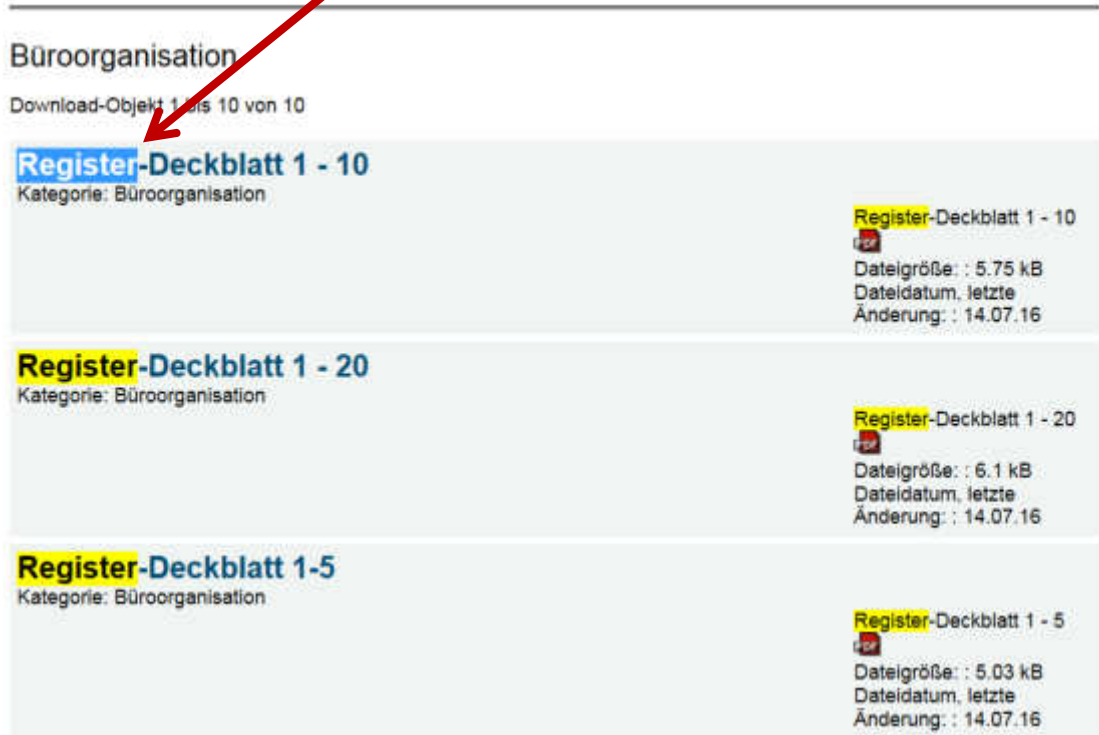 Büroorganisation
Download-Objekt 1 bis 10 von 10
Register-Deckblatt 1 - 10
Kategorie: Büroorganisation
Register-Deckblatt 1 - 10
PDF
Dateigröße: : 5.75 kB
Dateidatum, letzte
Änderung: : 14.07.16
Register-Deckblatt 1 - 20
Kategorie: Büroorganisation
Register-Deckblatt 1 - 20
PDF
Dateigröße: : 6.1 kB
Dateidatum, letzte
Änderung: : 14.07.16
Register-Deckblatt 1-5
Kategorie: Büroorganisation
Register-Deckblatt 1 - 5
PDF
Dateigröße: : 5.03 kB
Dateidatum, letzte
Änderung: : 14.07.16